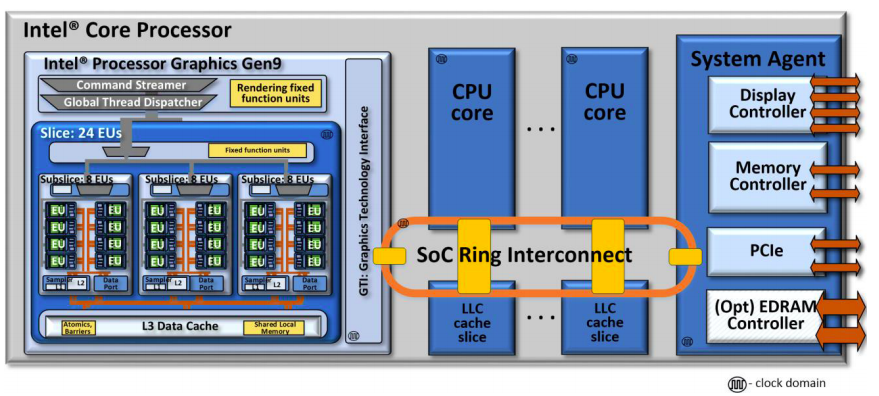 Intel® Core Processor
Intel® Processor Graphics Gen9
Command Streamer
Global Thread Dispatcher
Rendering fixed
function units
Slice: 24 EUs
Fixed function units
Subslice: 8 EUs
Subslice: 8 EUs
Subslice: 8 EUs
EU EU EU EU EU EU
EU EU EU EU EU EU
EU EU EU EU EU EU
EU EU EU EU EU EU
Sampler
L1
L2
Data
Port
Sampler
L1
L2
Data
Port
Sampler
L1
L2
Data
Port
Atomics,
Barriers
L3 Data Cache
Shared Local
Memory
GTI: Graphics Technology Interface
CPU
core
. . .
CPU
core
SoC Ring Interconnect
LLC
cache
slice
. . .
LLC
cache
slice
System Agent
Display
Controller
Memory
Controller
PCIe
(Opt) EDRAM
Controller
- clock domain